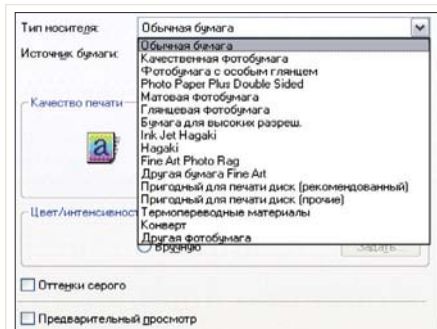 Тип носителя: Обычная бумага
Обычная бумага
Источник бумаги:
Качественная фотобумага
Фотобумага с особым глянцем
Photo Paper Plus Double Sided
Матовая фотобумага
Качество печати
Глянцевая фотобумага
Бумага для высоких разреш.
Ink Jet Hagaki
Hagaki
Fine Art Photo Rag
Другая бумага Fine Art
Пригодный для печати диск (рекомендованный)
Пригодный для печати диск (прочие)
Цвет/интенсивност
Термопереводные материалы
Конверт
Другая фотобумага
Вручную Задать...
Оттенки серого
Предварительный просмотр